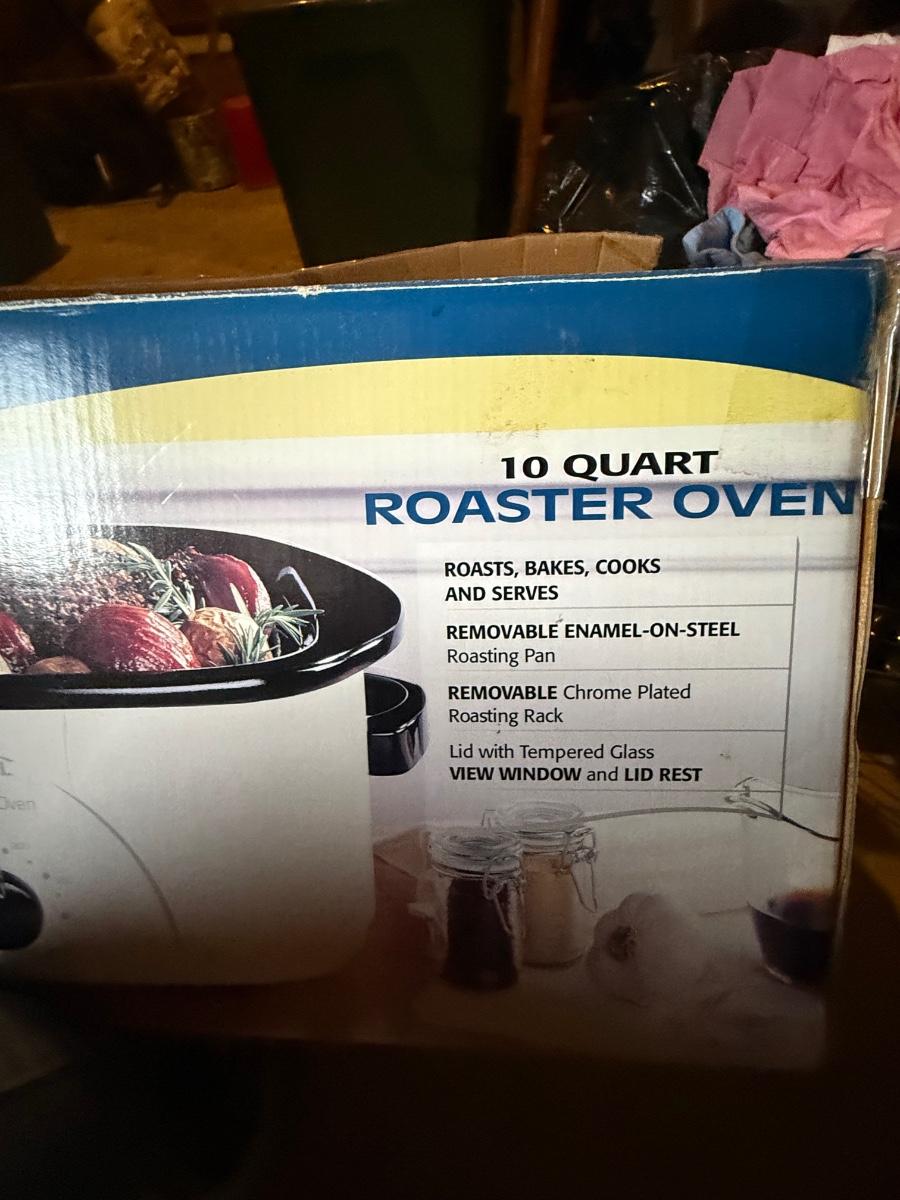 10 QUART
ROASTER OVEN
ROASTS, BAKES, COOKS
AND SERVES
REMOVABLE ENAMEL-ON-STEEL
Roasting Pan
REMOVABLE Chrome Plated
Roasting Rack
Lid with Tempered Glass
VIEW WINDOW and LID REST
Oven